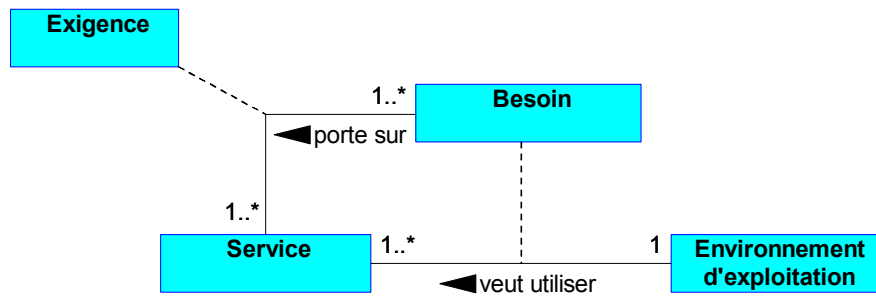 Exigence
1..*
Besoin
porte sur
1..*
Service
1..*
1
Environnement
d'exploitation
veut utiliser